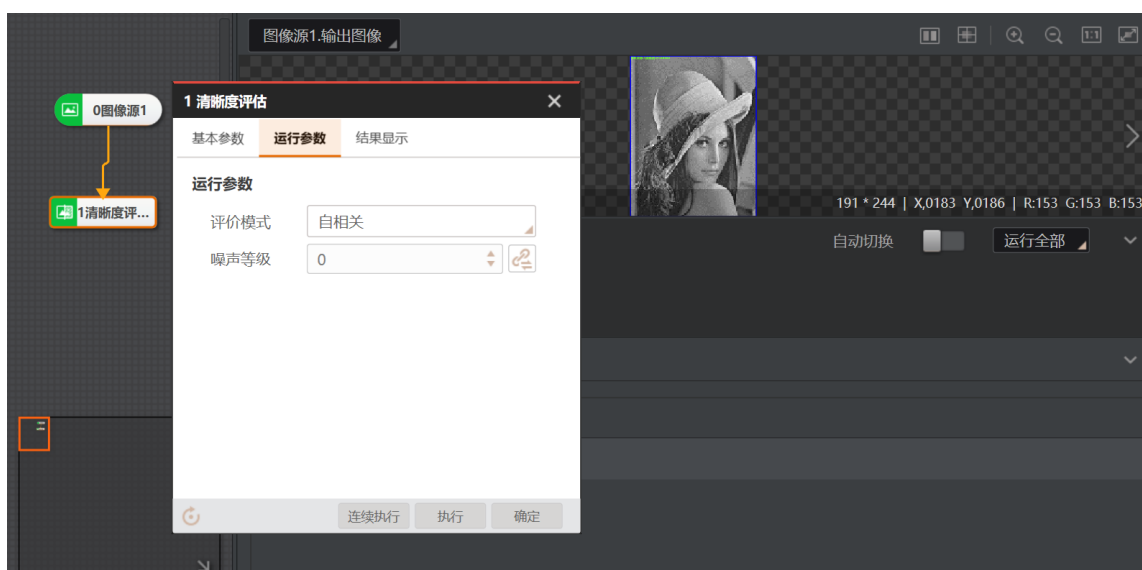 图像源1.输出图像
0图像源1
1清晰度评...
1 清晰度评估
基本参数 运行参数 结果显示
运行参数
评价模式 自相关
噪声等级 0
连续执行 执行 确定
1:1
191 * 244 | X,0183 Y,0186 | R:153 G:153 B:153
自动切换 运行全部